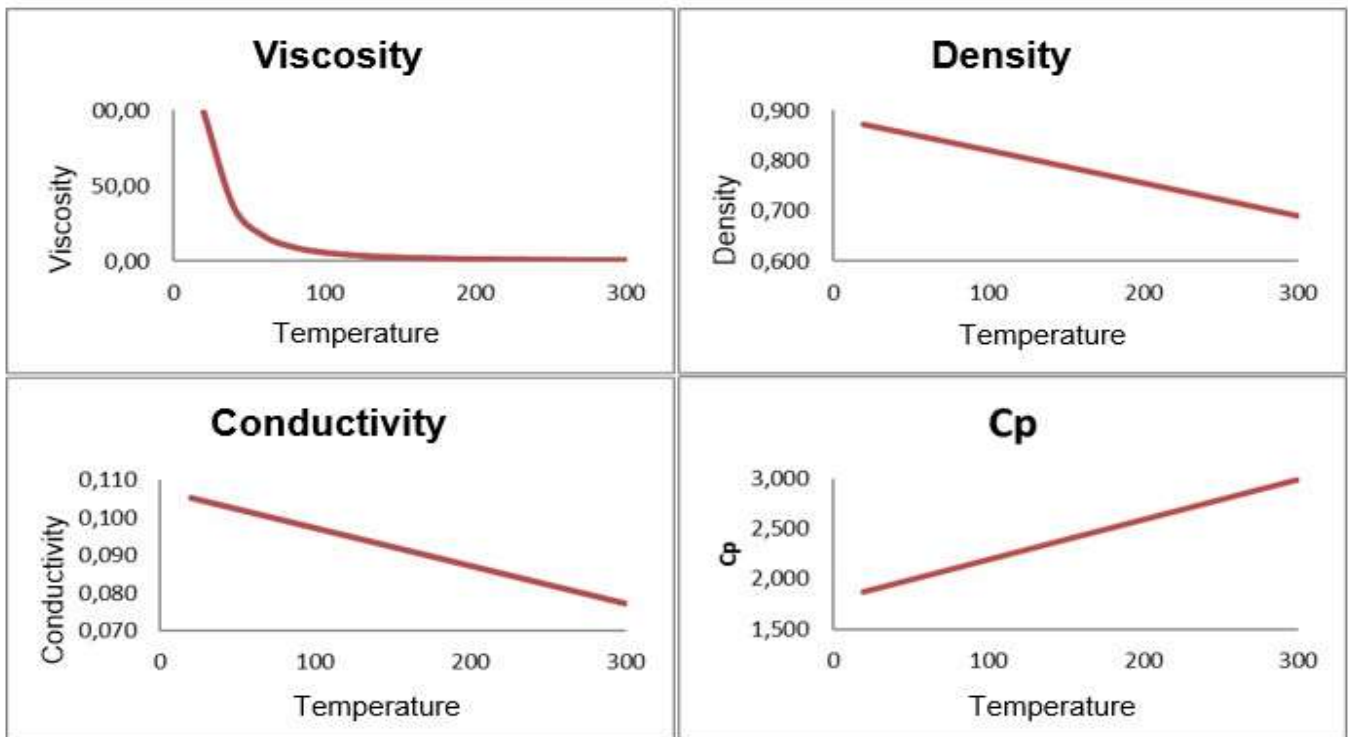 Viscosity
00,00
50,00
0,00
Viscosity
0 100 200 300
Temperature
Density
0,900
0,800
0,700
0,600
Density
0 100 200 300
Temperature
Conductivity
0,110
0,100
0,090
0,080
0,070
Conductivity
0 100 200 300
Temperature
Cp
3,000
2,500
2,000
1,500
Cp
0 100 200 300
Temperature